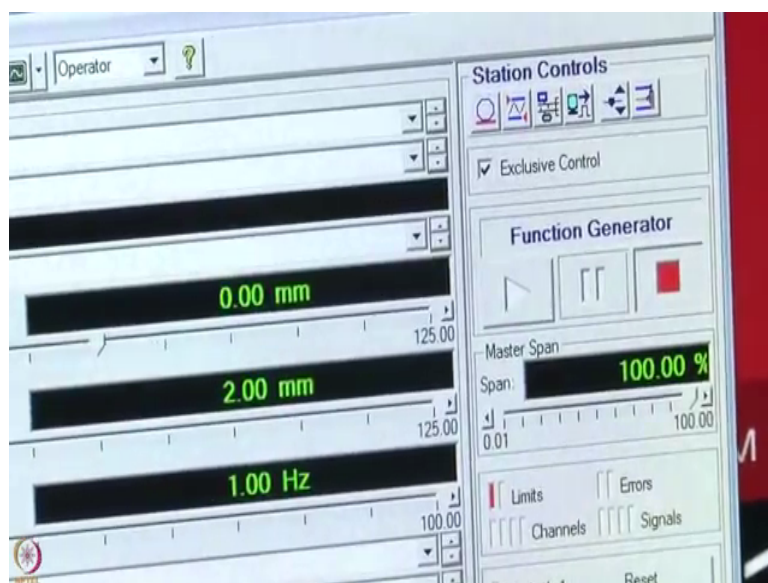 Operator
Station Controls
Exclusive Control
Function Generator
0.00 mm
125.00
Master Span
Span:
100.00 %
0.01
100.00
2.00 mm
125.00
1.00 Hz
100.00
Limits
Errors
Channels
Signals
Reset
M